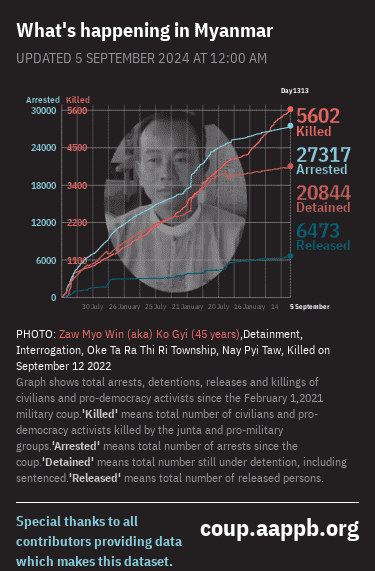 What's happening in Myanmar
UPDATED 5 SEPTEMBER 2024 AT 12:00 AM
Day1313
Arrested Killed
30000 5600
24000 4500
18000 3400
12000 2200
6000 1100
0
5602
Killed
27317
Arrested
20844
Detained
6473
Released
30 July 26 January 25 July 21 January 20 July 16 January 14 5 September
PHOTO: Zaw Myo Win (aka) Ko Gyi (45 years),Detainment,
Interrogation, Oke Ta Ra Thi Ri Township, Nay Pyi Taw, Killed on
September 12 2022
Graph shows total arrests, detentions, releases and killings of
civilians and pro-democracy activists since the February 1,2021
military coup.'Killed' means total number of civilians and pro-
democracy activists killed by the junta and pro-military
groups.'Arrested' means total number of arrests since the
coup.'Detained' means total number still under detention, including
sentenced.'Released' means total number of released persons.
Special thanks to all
contributors providing data
which makes this dataset.
coup.aappb.org